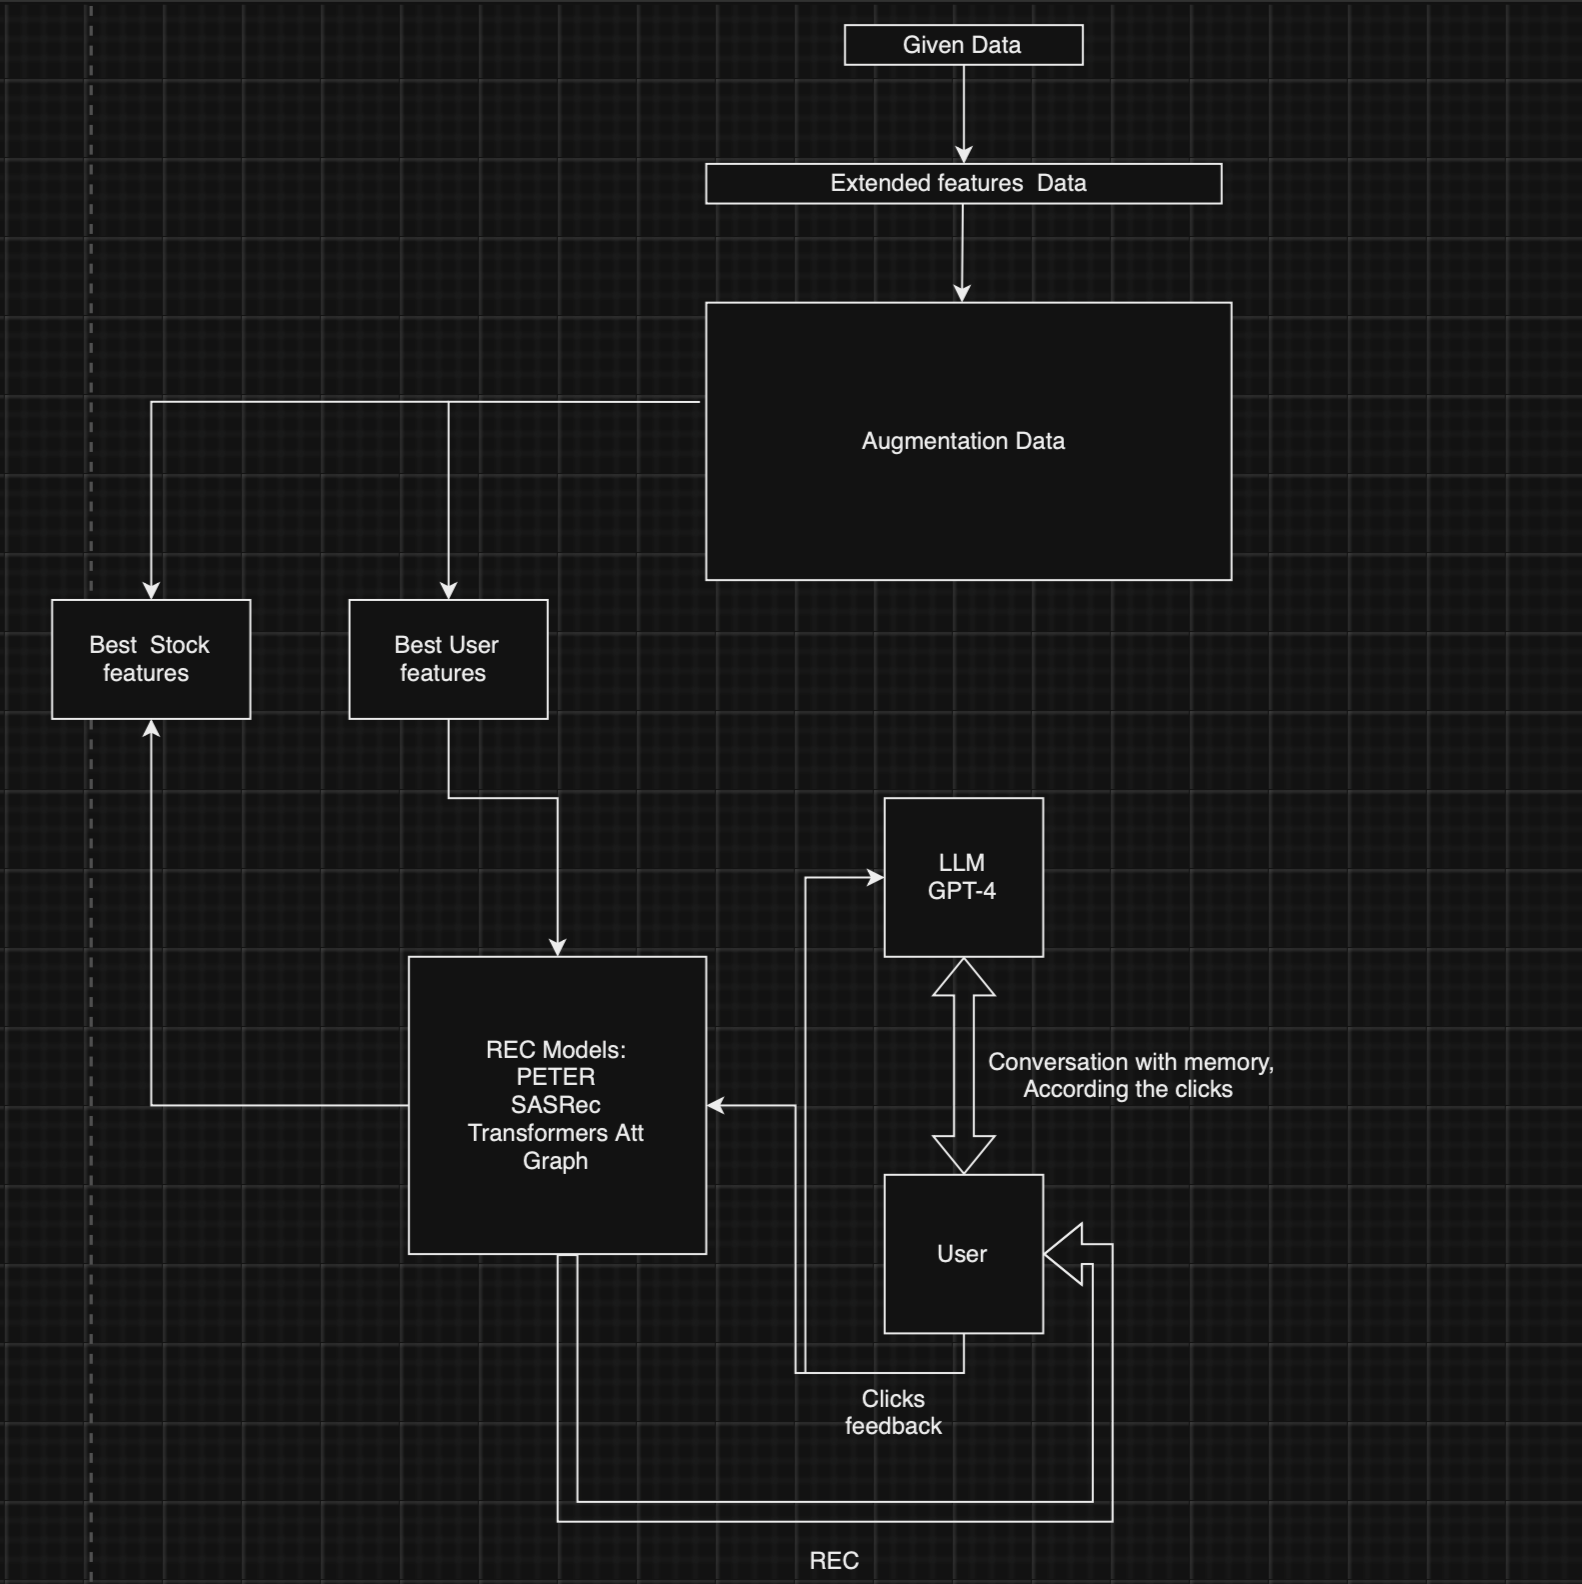 Given Data
Extended features  Data
Augmentation Data
Best  Stock
features
Best User
features
LLM
GPT-4
Conversation with memory,
According the clicks
REC Models:
PETER
SASRec
Transformers Att
Graph
User
Clicks
feedback
REC